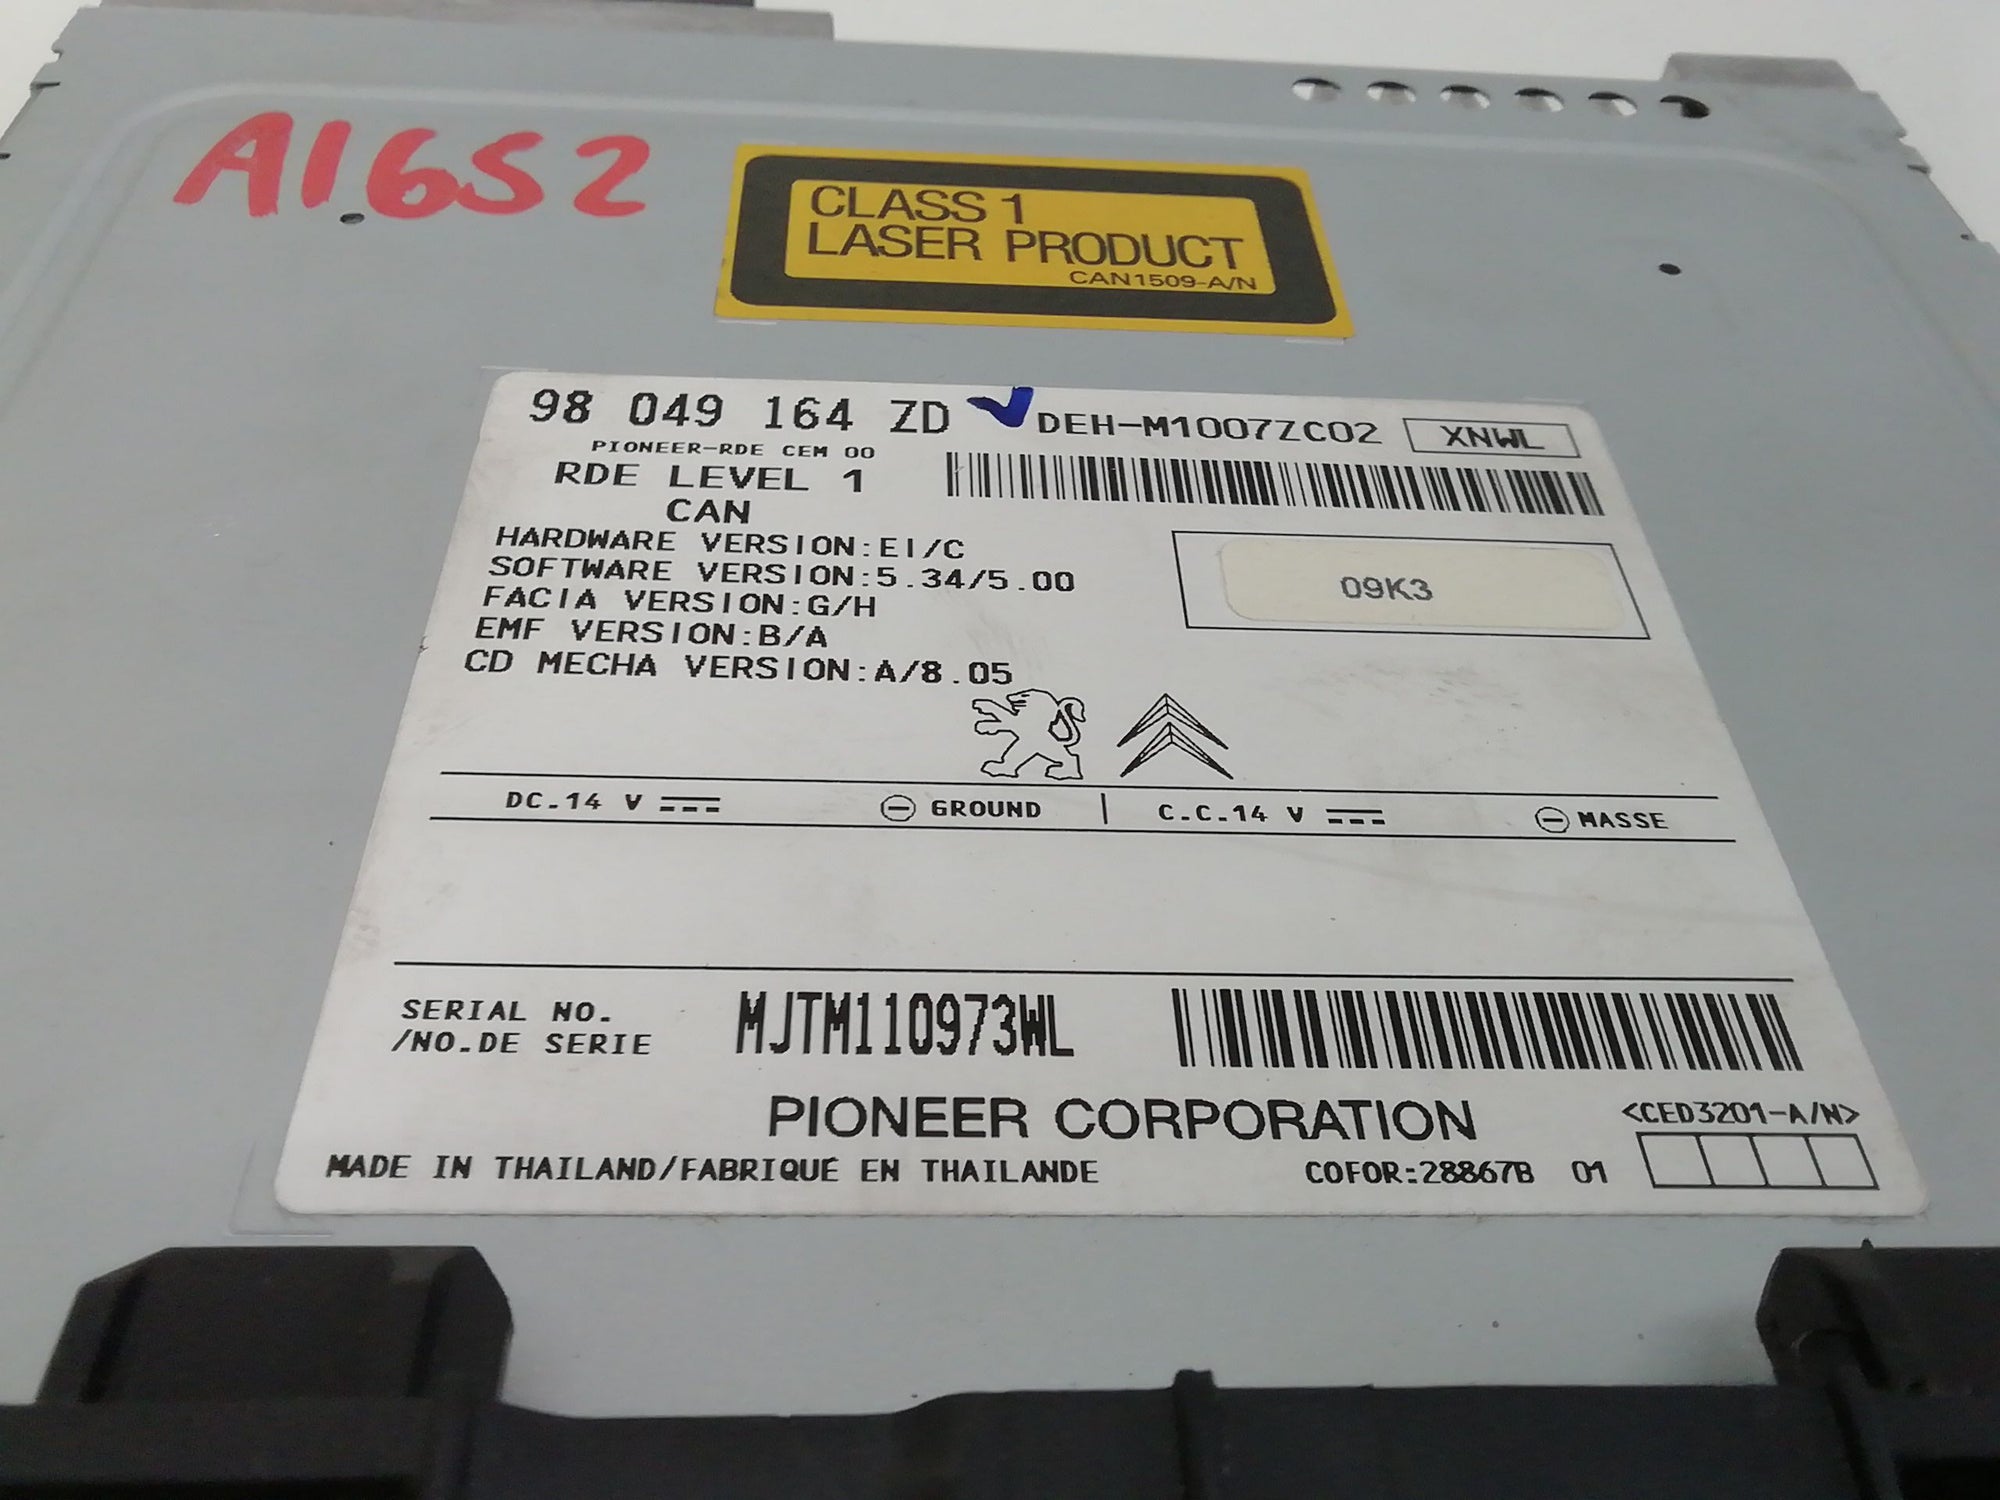 A16S2
CLASS 1
LASER PRODUCT
CAN1509-A/N
98 049 164 ZD DEH-M1007ZC02 XNWL
PIONEER-RDE CEM 00
RDE LEVEL 1
CAN
HARDWARE VERSION:EI/C
SOFTWARE VERSION:5.34/5.00
FACIA VERSION:G/H
EMF VERSION:B/A
CD MECHA VERSION:A/8.05
09K3
DC.14 V GROUND | C.C.14 V MASSE
SERIAL NO.
/NO.DE SERIE
MJTM110973WL
PIONEER CORPORATION
<CED3201-A/N>
MADE IN THAILAND/FABRIQUÉ EN THAILANDE COFOR:28867B 01